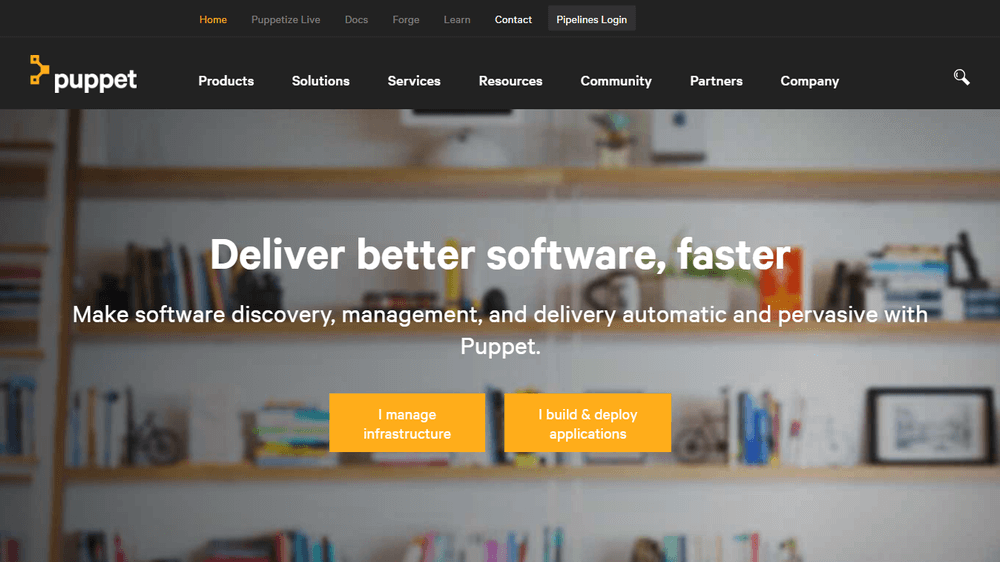 Home Puppetize Live Docs Forge Learn Contact Pipelines Login
puppet Products Solutions Services Resources Community Partners Company
Deliver better software, faster
Make software discovery, management, and delivery automatic and pervasive with
Puppet.
I manage
infrastructure
I build & deploy
applications